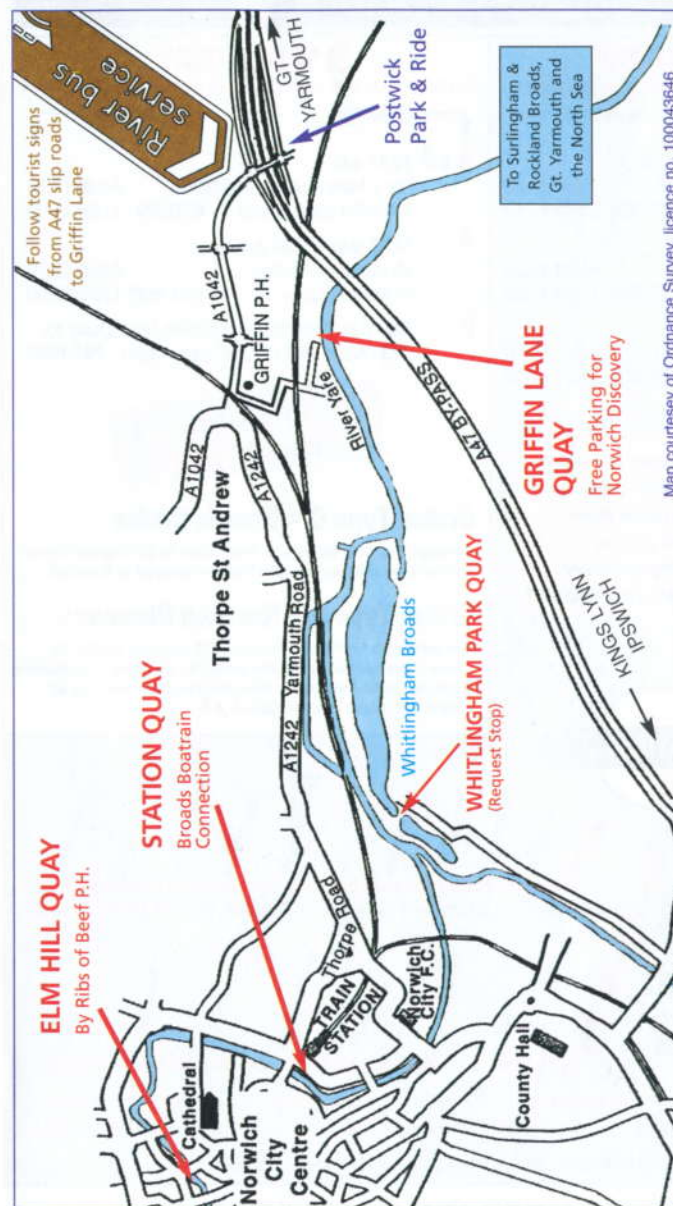 ELM HILL QUAY
By Ribs of Beef P.H.
STATION QUAY
Broads Boatrain
Connection
Follow tourist signs
from A47 slip roads
to Griffin Lane
River bus
service
Thorpe St Andrew
A1042
A1042
A1242
GRIFFIN P.H.
GT
YARMOUTH
Postwick
Park & Ride
A1242
Yarmouth Road
Thorpe Road
Cathedral
TRAIN
STATION
Norwich
City
Centre
Norwich
City F.C.
County Hall
River Yare
Whitlingham Broads
WHITLINGHAM PARK QUAY
(Request Stop)
GRIFFIN LANE
QUAY
Free Parking for
Norwich Discovery
A47 BY-PASS
KINGS LYNN
IPSWICH
To Surlingham &
Rockland Broads,
Gt. Yarmouth and
the North Sea
Map courtesey of Ordnance Survey, licence no. 100043646